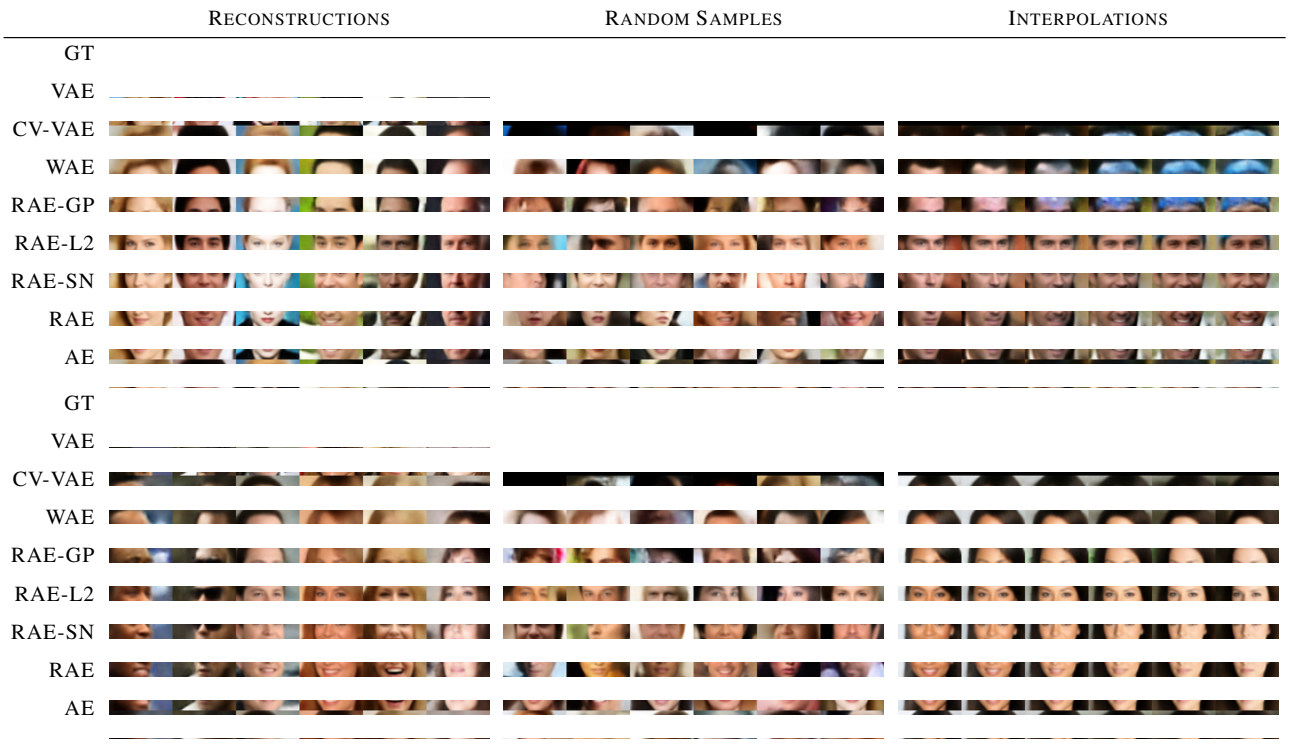 RECONSTRUCTIONS RANDOM SAMPLES INTERPOLATIONS
GT
VAE
CV-VAE
WAE
RAE-GP
RAE-L2
RAE-SN
RAE
AE
GT
VAE
CV-VAE
WAE
RAE-GP
RAE-L2
RAE-SN
RAE
AE